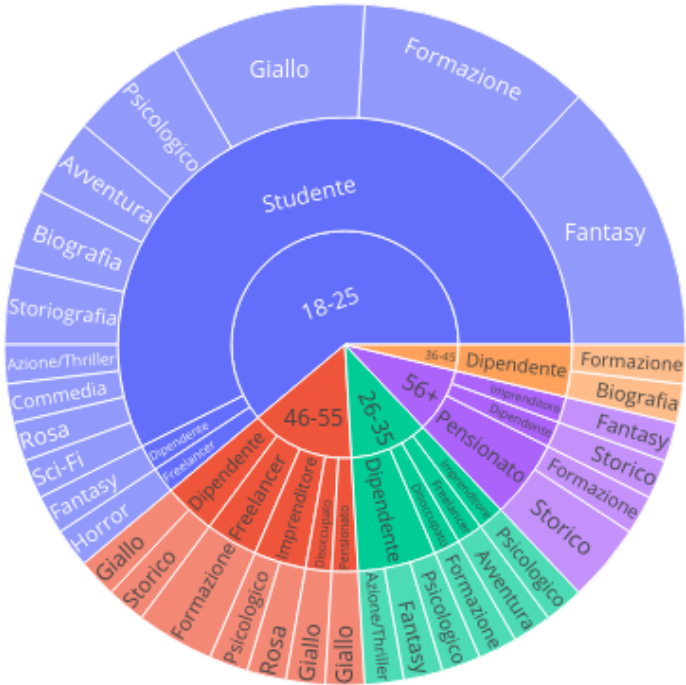 Giallo
Formazione
Psicologico
Fantasy
Avventura
Studente
Biografia
18-25
Storiografia
Azione/Thriller
Commedia
Rosa
Sci-Fi
Fantasy
Horror
Dipendente
Freelancer
36-45
Dipendente
Formazione
Biografia
56+
Imprenditore
Dipendente
Pensionato
Fantasy
Storico
Formazione
Storico
46-55
Dipendente
Freelancer
Imprenditore
Disoccupato
Pensionato
Giallo
Storico
Formazione
Psicologico
Rosa
Giallo
Giallo
26-35
Dipendente
Disoccupato
Freelancer
Imprenditore
Azione/Thriller
Fantasy
Psicologico
Formazione
Avventura
Psicologico